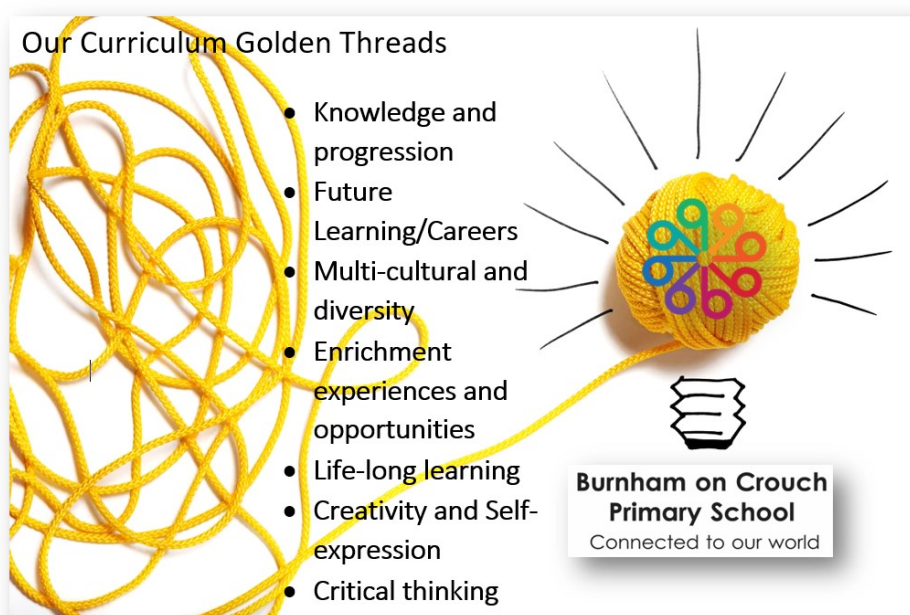 Our Curriculum Golden Threads
• Knowledge and
progression
• Future
Learning/Careers
• Multi-cultural and
diversity
• Enrichment
experiences and
opportunities
• Life-long learning
• Creativity and Self-
expression
• Critical thinking
Burnham on Crouch
Primary School
Connected to our world